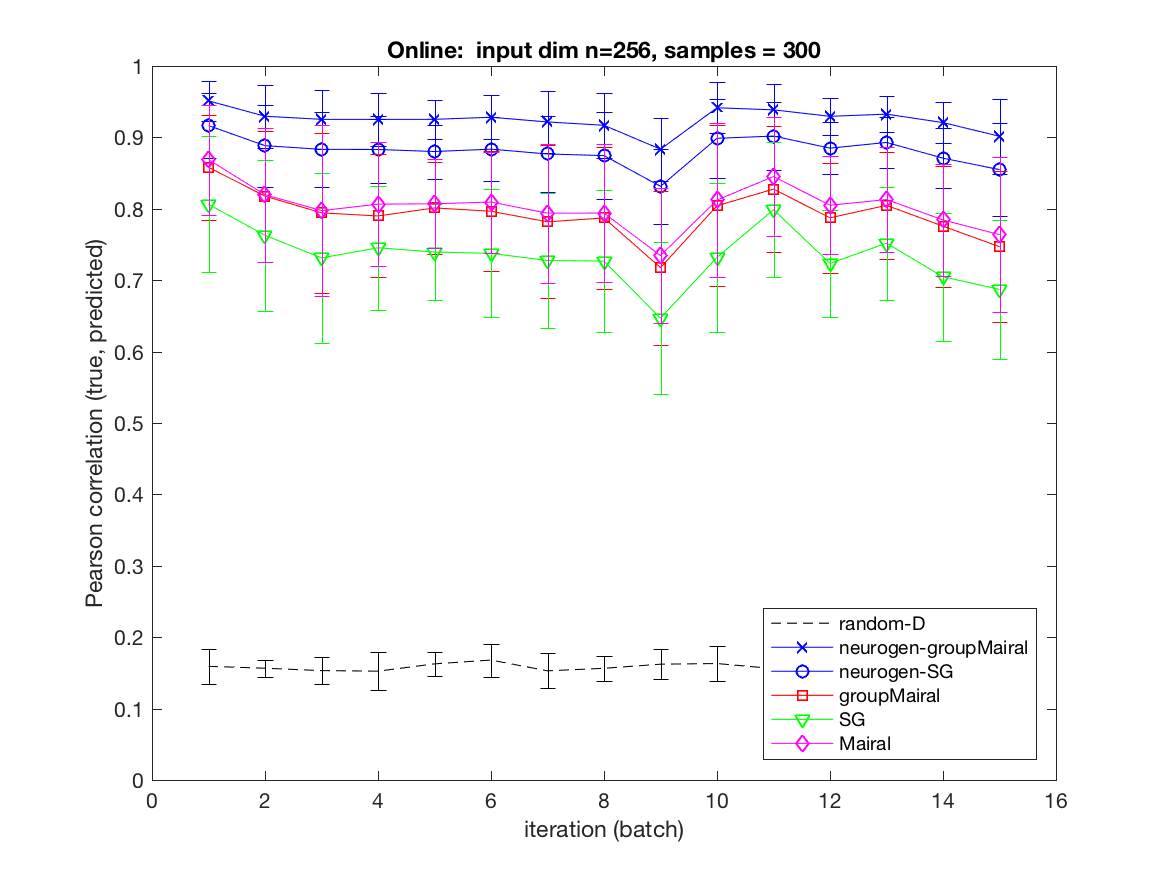 Online:  input dim n=256, samples = 300
Pearson correlation (true, predicted)
1
0.9
0.8
0.7
0.6
0.5
0.4
0.3
0.2
0.1
0
0 2 4 6 8 10 12 14 16
iteration (batch)
random-D
neurogen-groupMairal
neurogen-SG
groupMairal
SG
Mairal